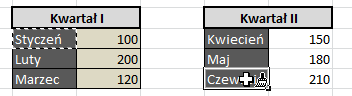 Kwartał I
Styczeń 100
Luty 200
Marzec 120
Kwartał II
Kwiecień 150
Maj 180
210